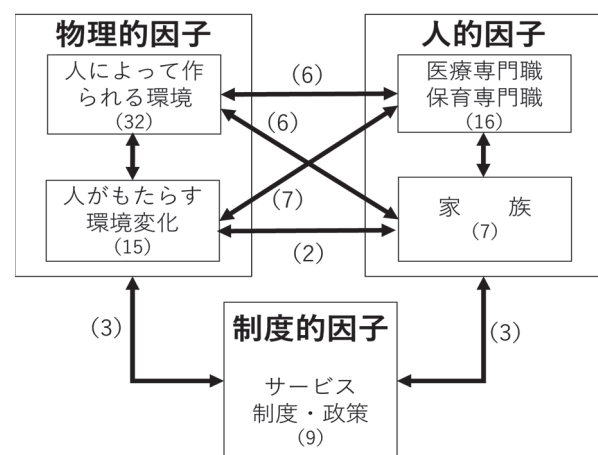 物理的因子
人によって作
られる環境
(32)
人がもたらす
環境変化
(15)
(6)
(6)
(7)
(2)
人的因子
医療専門職
保育専門職
(16)
家　　族
(7)
(3)
(3)
制度的因子
サービス
制度・政策
(9)